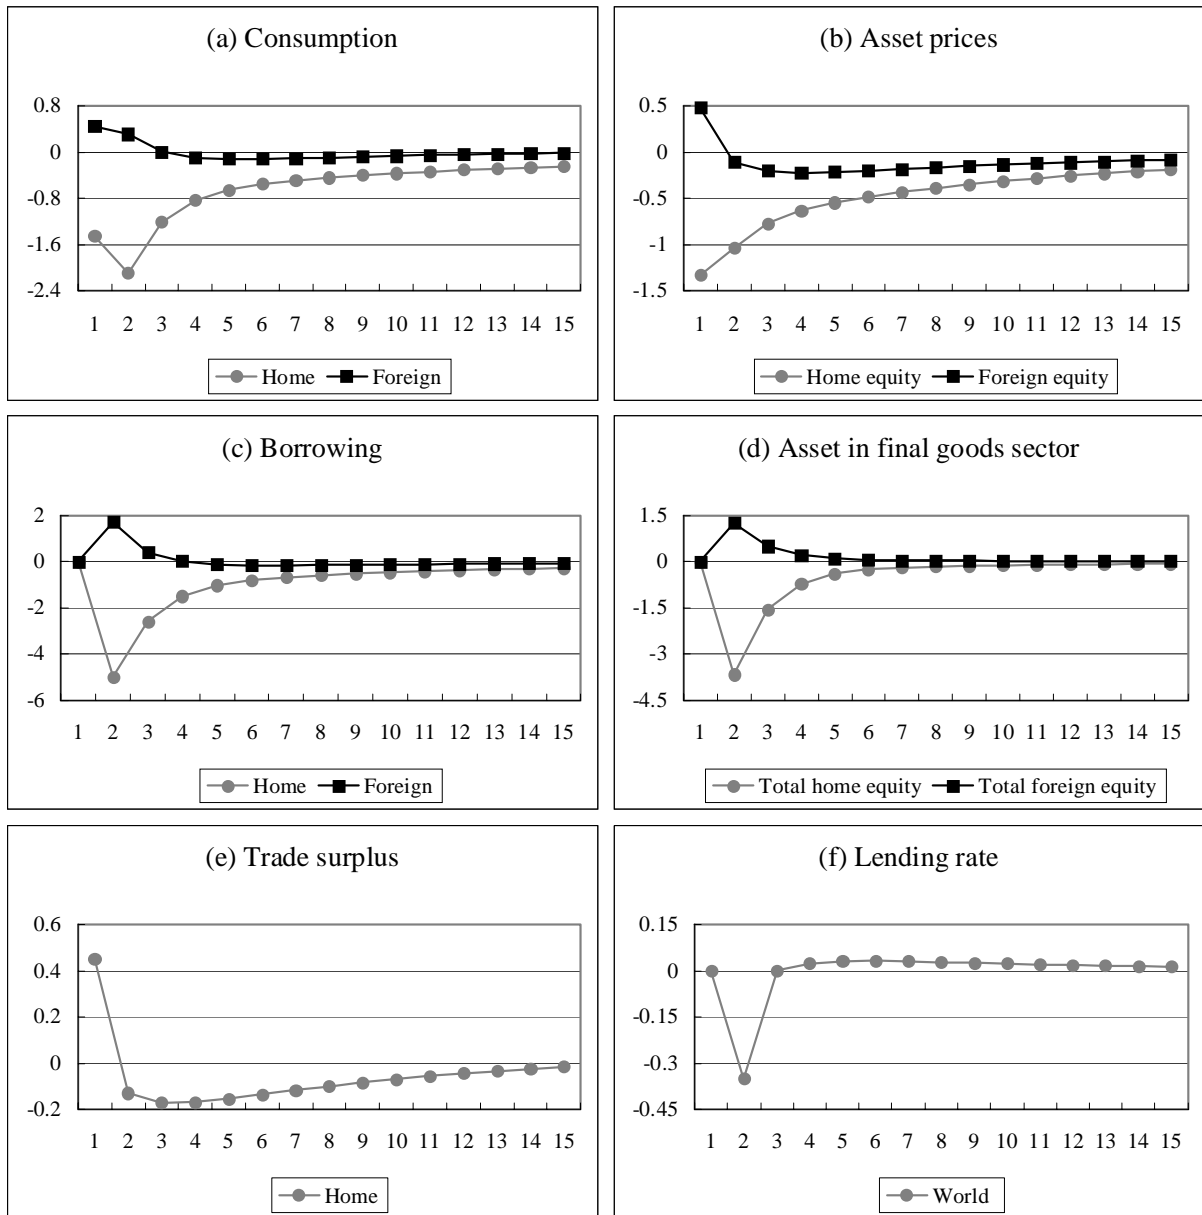 (a) Consumption
0.8
0
-0.8
-1.6
-2.4
1 2 3 4 5 6 7 8 9 10 11 12 13 14 15
Home Foreign
(b) Asset prices
0.5
0
-0.5
-1
-1.5
1 2 3 4 5 6 7 8 9 10 11 12 13 14 15
Home equity Foreign equity
(c) Borrowing
2
0
-2
-4
-6
1 2 3 4 5 6 7 8 9 10 11 12 13 14 15
Home Foreign
(d) Asset in final goods sector
1.5
0
-1.5
-3
-4.5
1 2 3 4 5 6 7 8 9 10 11 12 13 14 15
Total home equity Total foreign equity
(e) Trade surplus
0.6
0.4
0.2
0
-0.2
1 2 3 4 5 6 7 8 9 10 11 12 13 14 15
Home
(f) Lending rate
0.15
0
-0.15
-0.3
-0.45
1 2 3 4 5 6 7 8 9 10 11 12 13 14 15
World